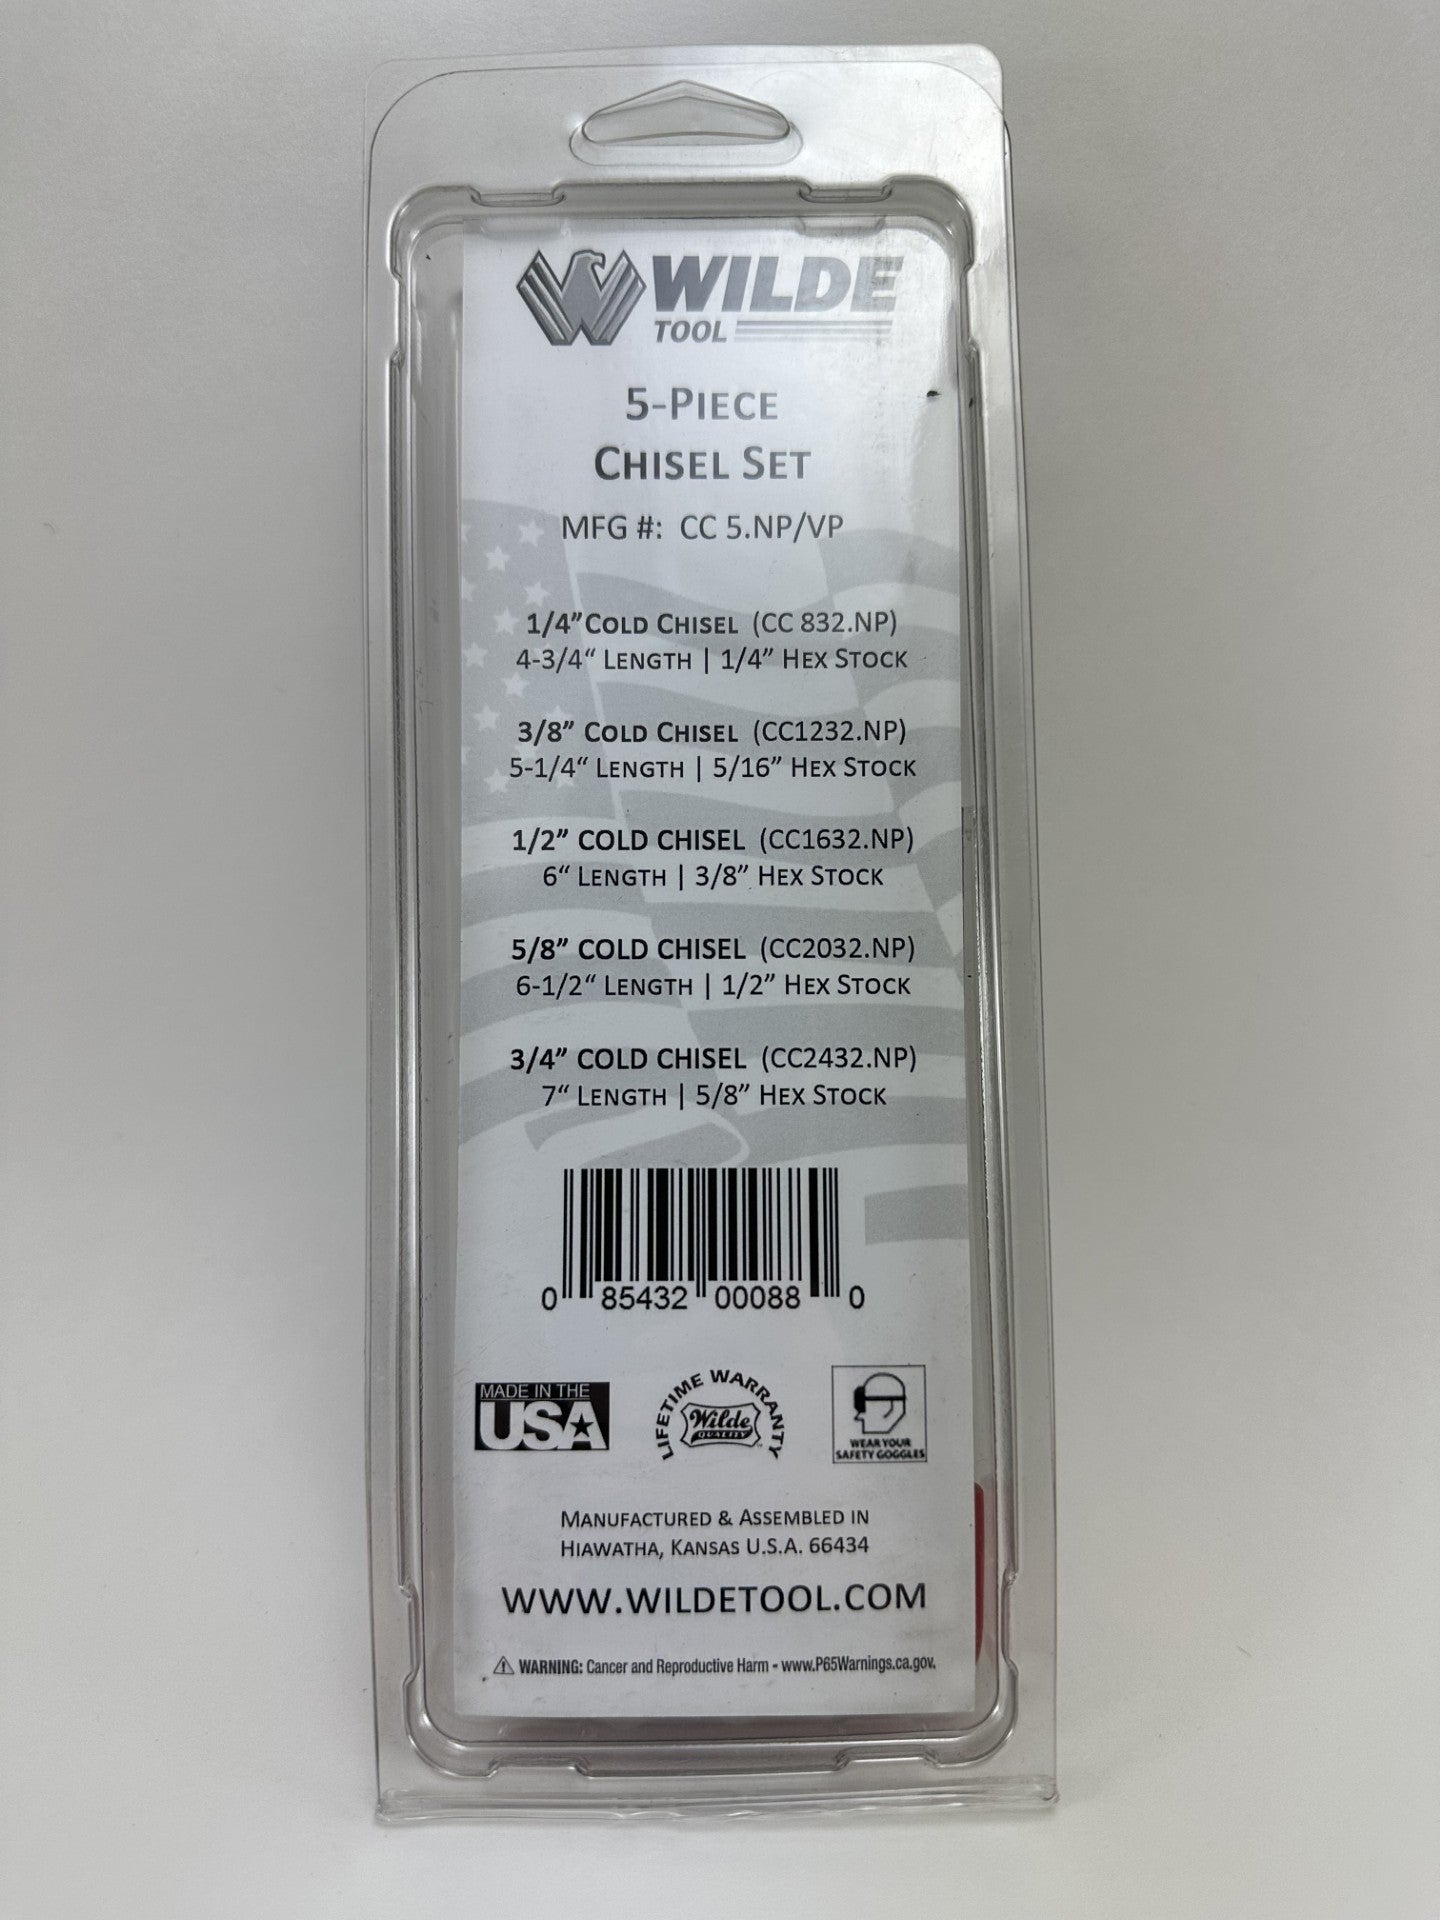 WILDE
TOOL
5-PIECE
CHISEL SET
MFG #: CC 5.NP/VP
1/4”COLD CHISEL (CC 832.NP)
4-3/4“ LENGTH | 1/4” HEX STOCK
3/8” COLD CHISEL (CC1232.NP)
5-1/4“ LENGTH | 5/16” HEX STOCK
1/2” COLD CHISEL (CC1632.NP)
6“ LENGTH | 3/8” HEX STOCK
5/8” COLD CHISEL (CC2032.NP)
6-1/2“ LENGTH | 1/2” HEX STOCK
3/4” COLD CHISEL (CC2432.NP)
7“ LENGTH | 5/8” HEX STOCK
0 85432 00088 0
MADE IN THE
USA
LIFETIME WARRANTY
Wilde
QUALITY
WEAR YOUR
SAFETY GOGGLES
MANUFACTURED & ASSEMBLED IN
HIAWATHA, KANSAS U.S.A. 66434
WWW.WILDETOOL.COM
WARNING: Cancer and Reproductive Harm - www.P65Warnings.ca.gov.